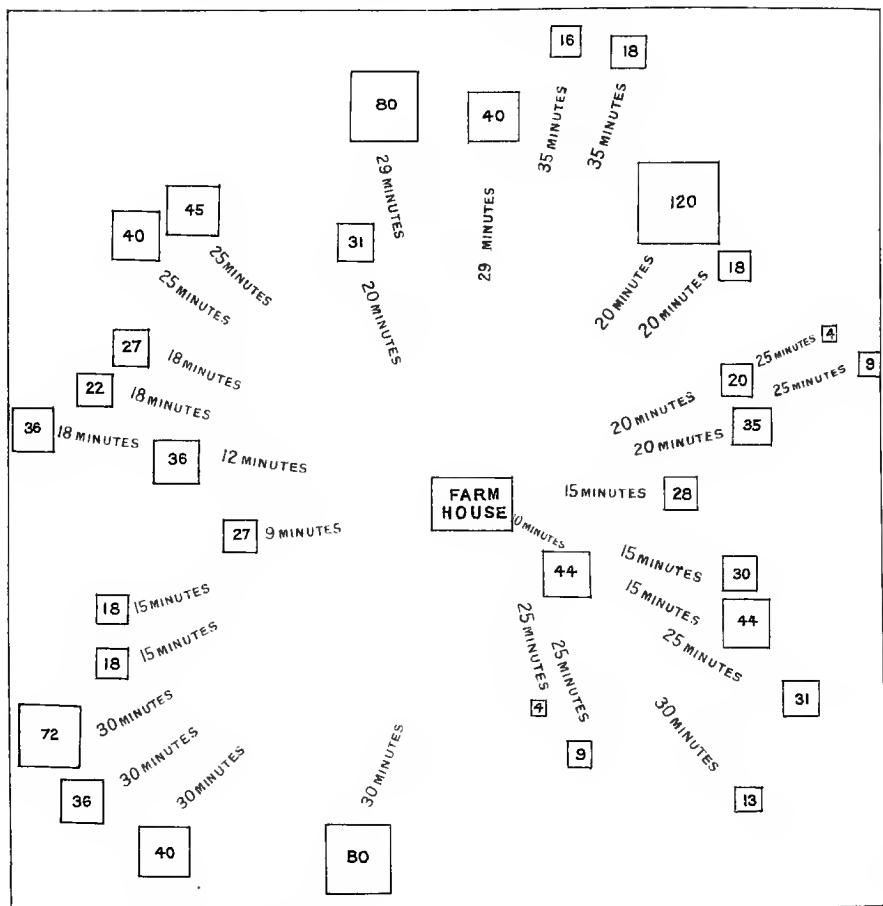 16
18
80
40
35 MINUTES
35 MINUTES
29 MINUTES
120
45
40
31
29 MINUTES
18
25 MINUTES
25 MINUTES
20 MINUTES
20 MINUTES
20 MINUTES
27
18 MINUTES
4
25 MINUTES
9
25 MINUTES
22
18 MINUTES
20
20 MINUTES
36
18 MINUTES
36
12 MINUTES
35
20 MINUTES
FARM
HOUSE
15 MINUTES
28
27
9 MINUTES
10 MINUTES
44
15 MINUTES
30
18
15 MINUTES
15 MINUTES
44
18
15 MINUTES
25 MINUTES
25 MINUTES
25 MINUTES
31
72
30 MINUTES
4
30 MINUTES
9
30 MINUTES
36
30 MINUTES
30 MINUTES
13
40
80